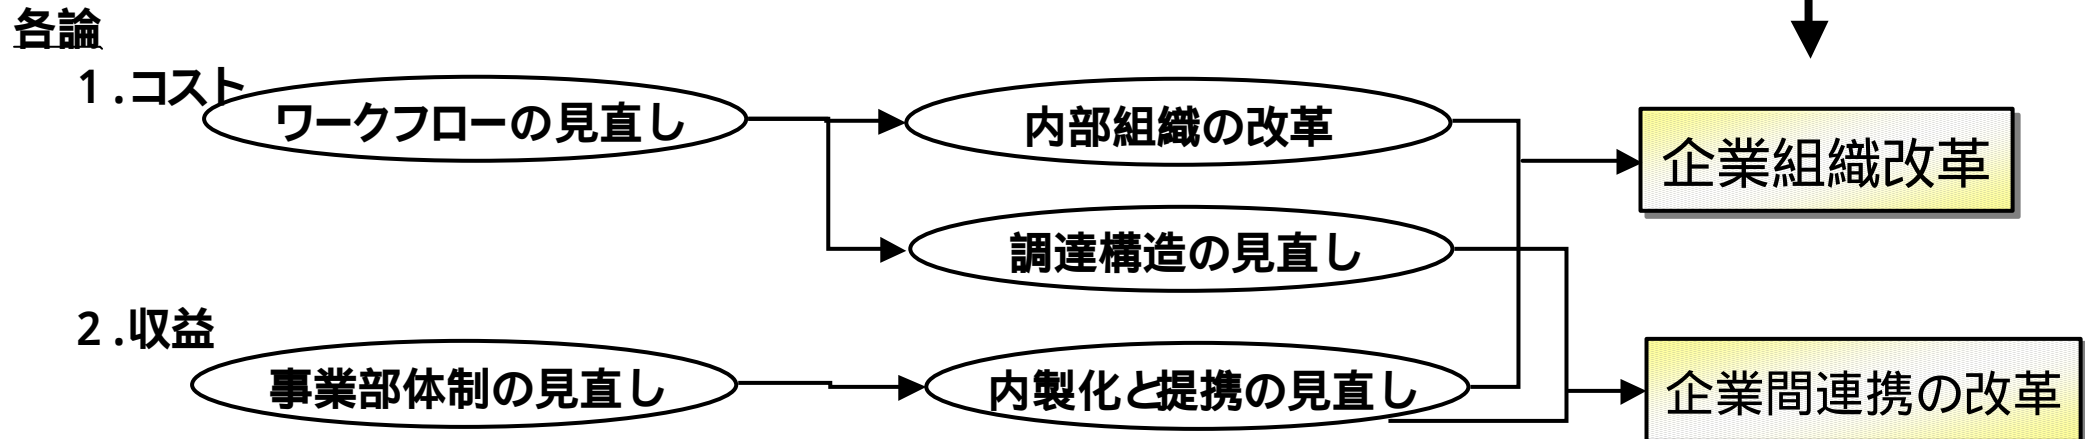 各論
1.コスト
ワークフローの見直し
内部組織の改革
企業組織改革
調達構造の見直し
2.収益
事業部体制の見直し
内製化と提携の見直し
企業間連携の改革